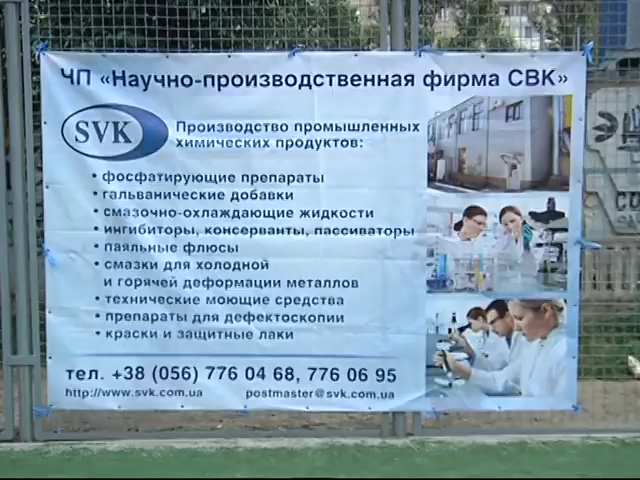 ЧП «Научно-производственная фирма СВК»
SVK
Производство промышленных
химических продуктов:
• фосфатирующие препараты
• гальванические добавки
• смазочно-охлаждающие жидкости
• ингибиторы, консерванты, пассиваторы
• паяльные флюсы
• смазки для холодной
и горячей деформации металлов
• технические моющие средства
• препараты для дефектоскопии
• краски и защитные лаки
тел. +38 (056) 776 04 68, 776 06 95
http://www.svk.com.ua postmaster@svk.com.ua